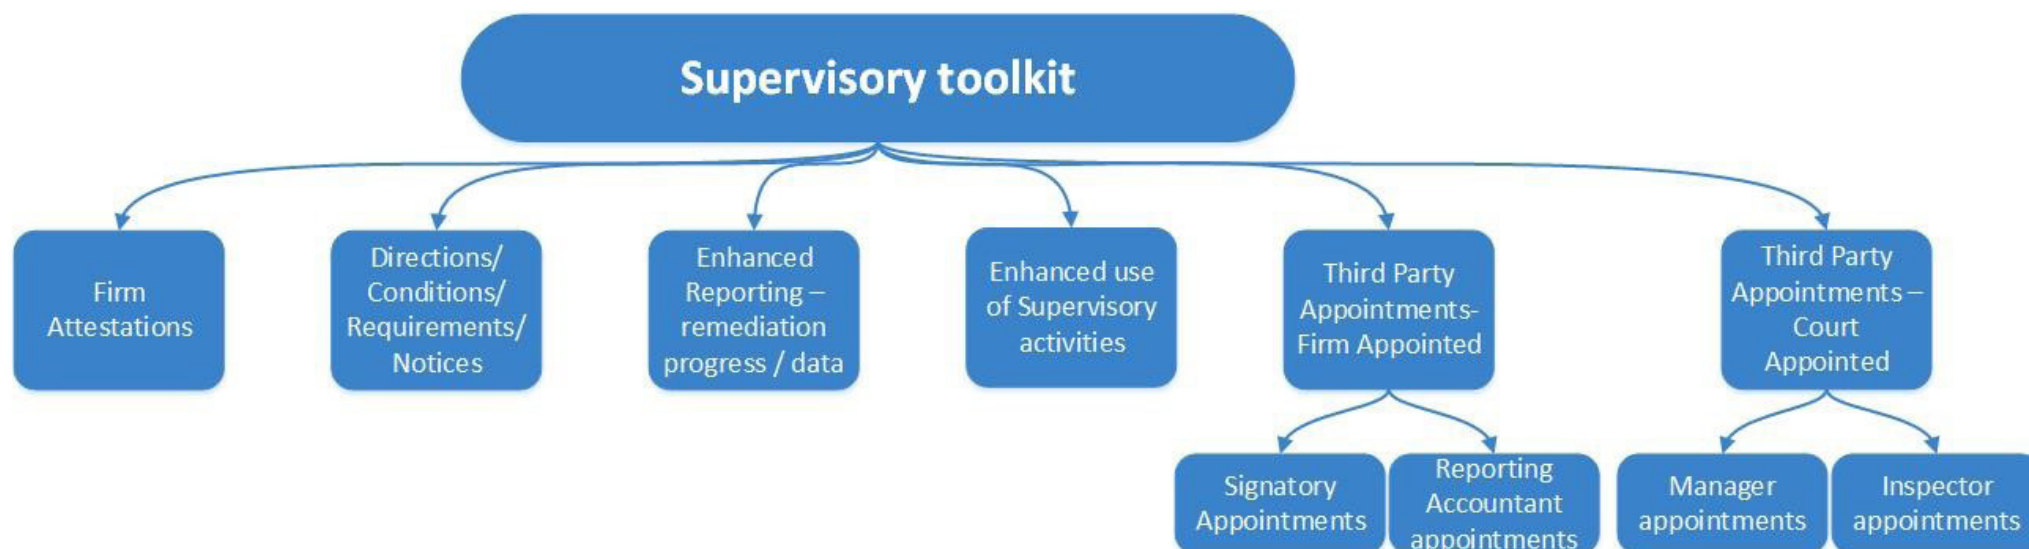 Supervisory toolkit
Firm
Attestations
Directions/
Conditions/
Requirements/
Notices
Enhanced
Reporting –
remediation
progress / data
Enhanced use
of Supervisory
activities
Third Party
Appointments-
Firm Appointed
Third Party
Appointments –
Court
Appointed
Signatory
Appointments
Reporting
Accountant
appointments
Manager
appointments
Inspector
appointments